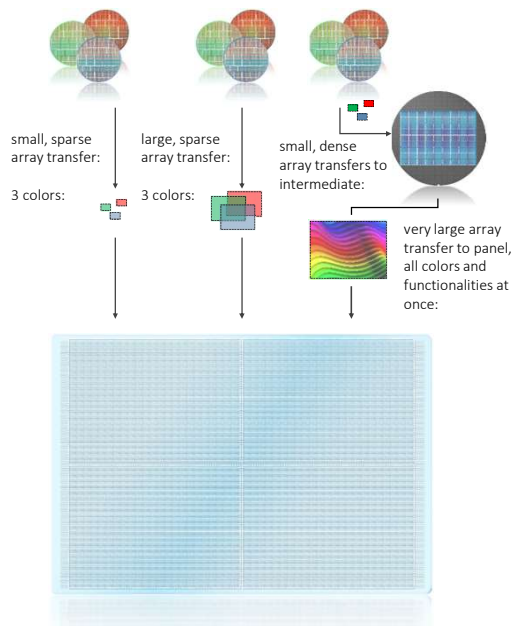 small, sparse
array transfer:
3 colors:
large, sparse
array transfer:
3 colors:
small, dense
array transfers to
intermediate:
very large array
transfer to panel,
all colors and
functionalities at
once: